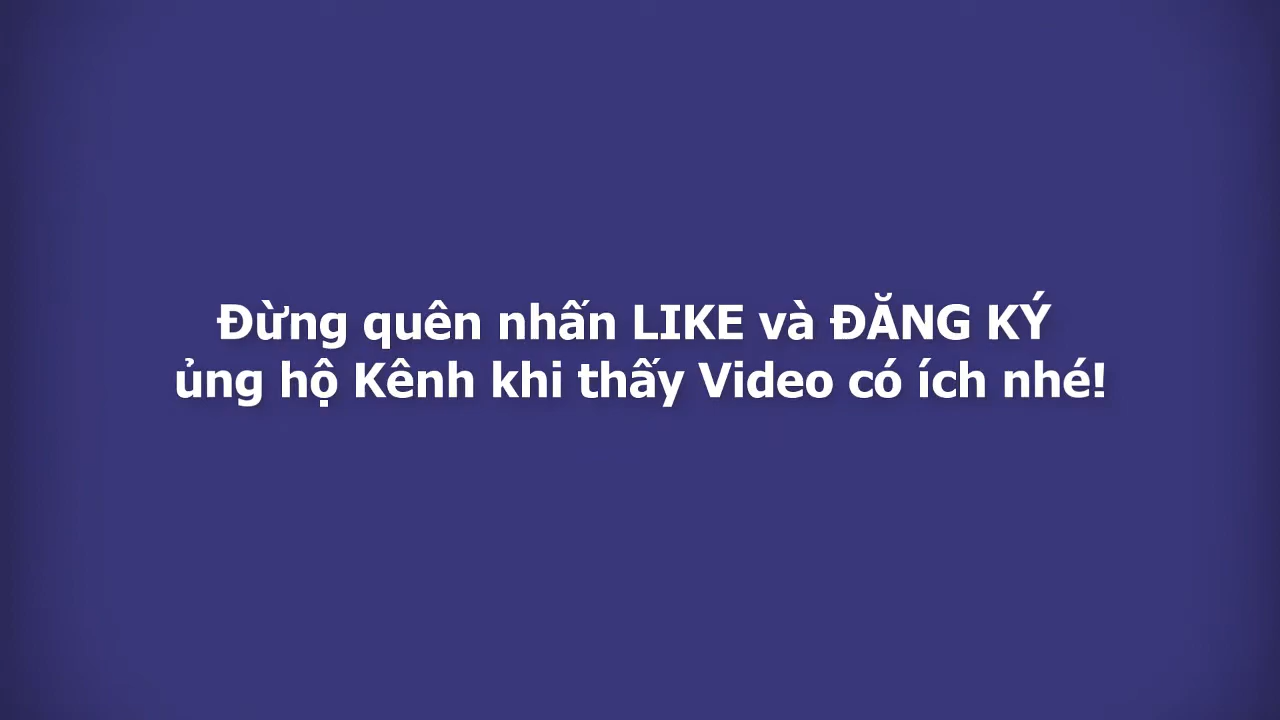 Đừng quên nhấn LIKE và ĐĂNG KÝ
ủng hộ Kênh khi thấy Video có ích nhé!